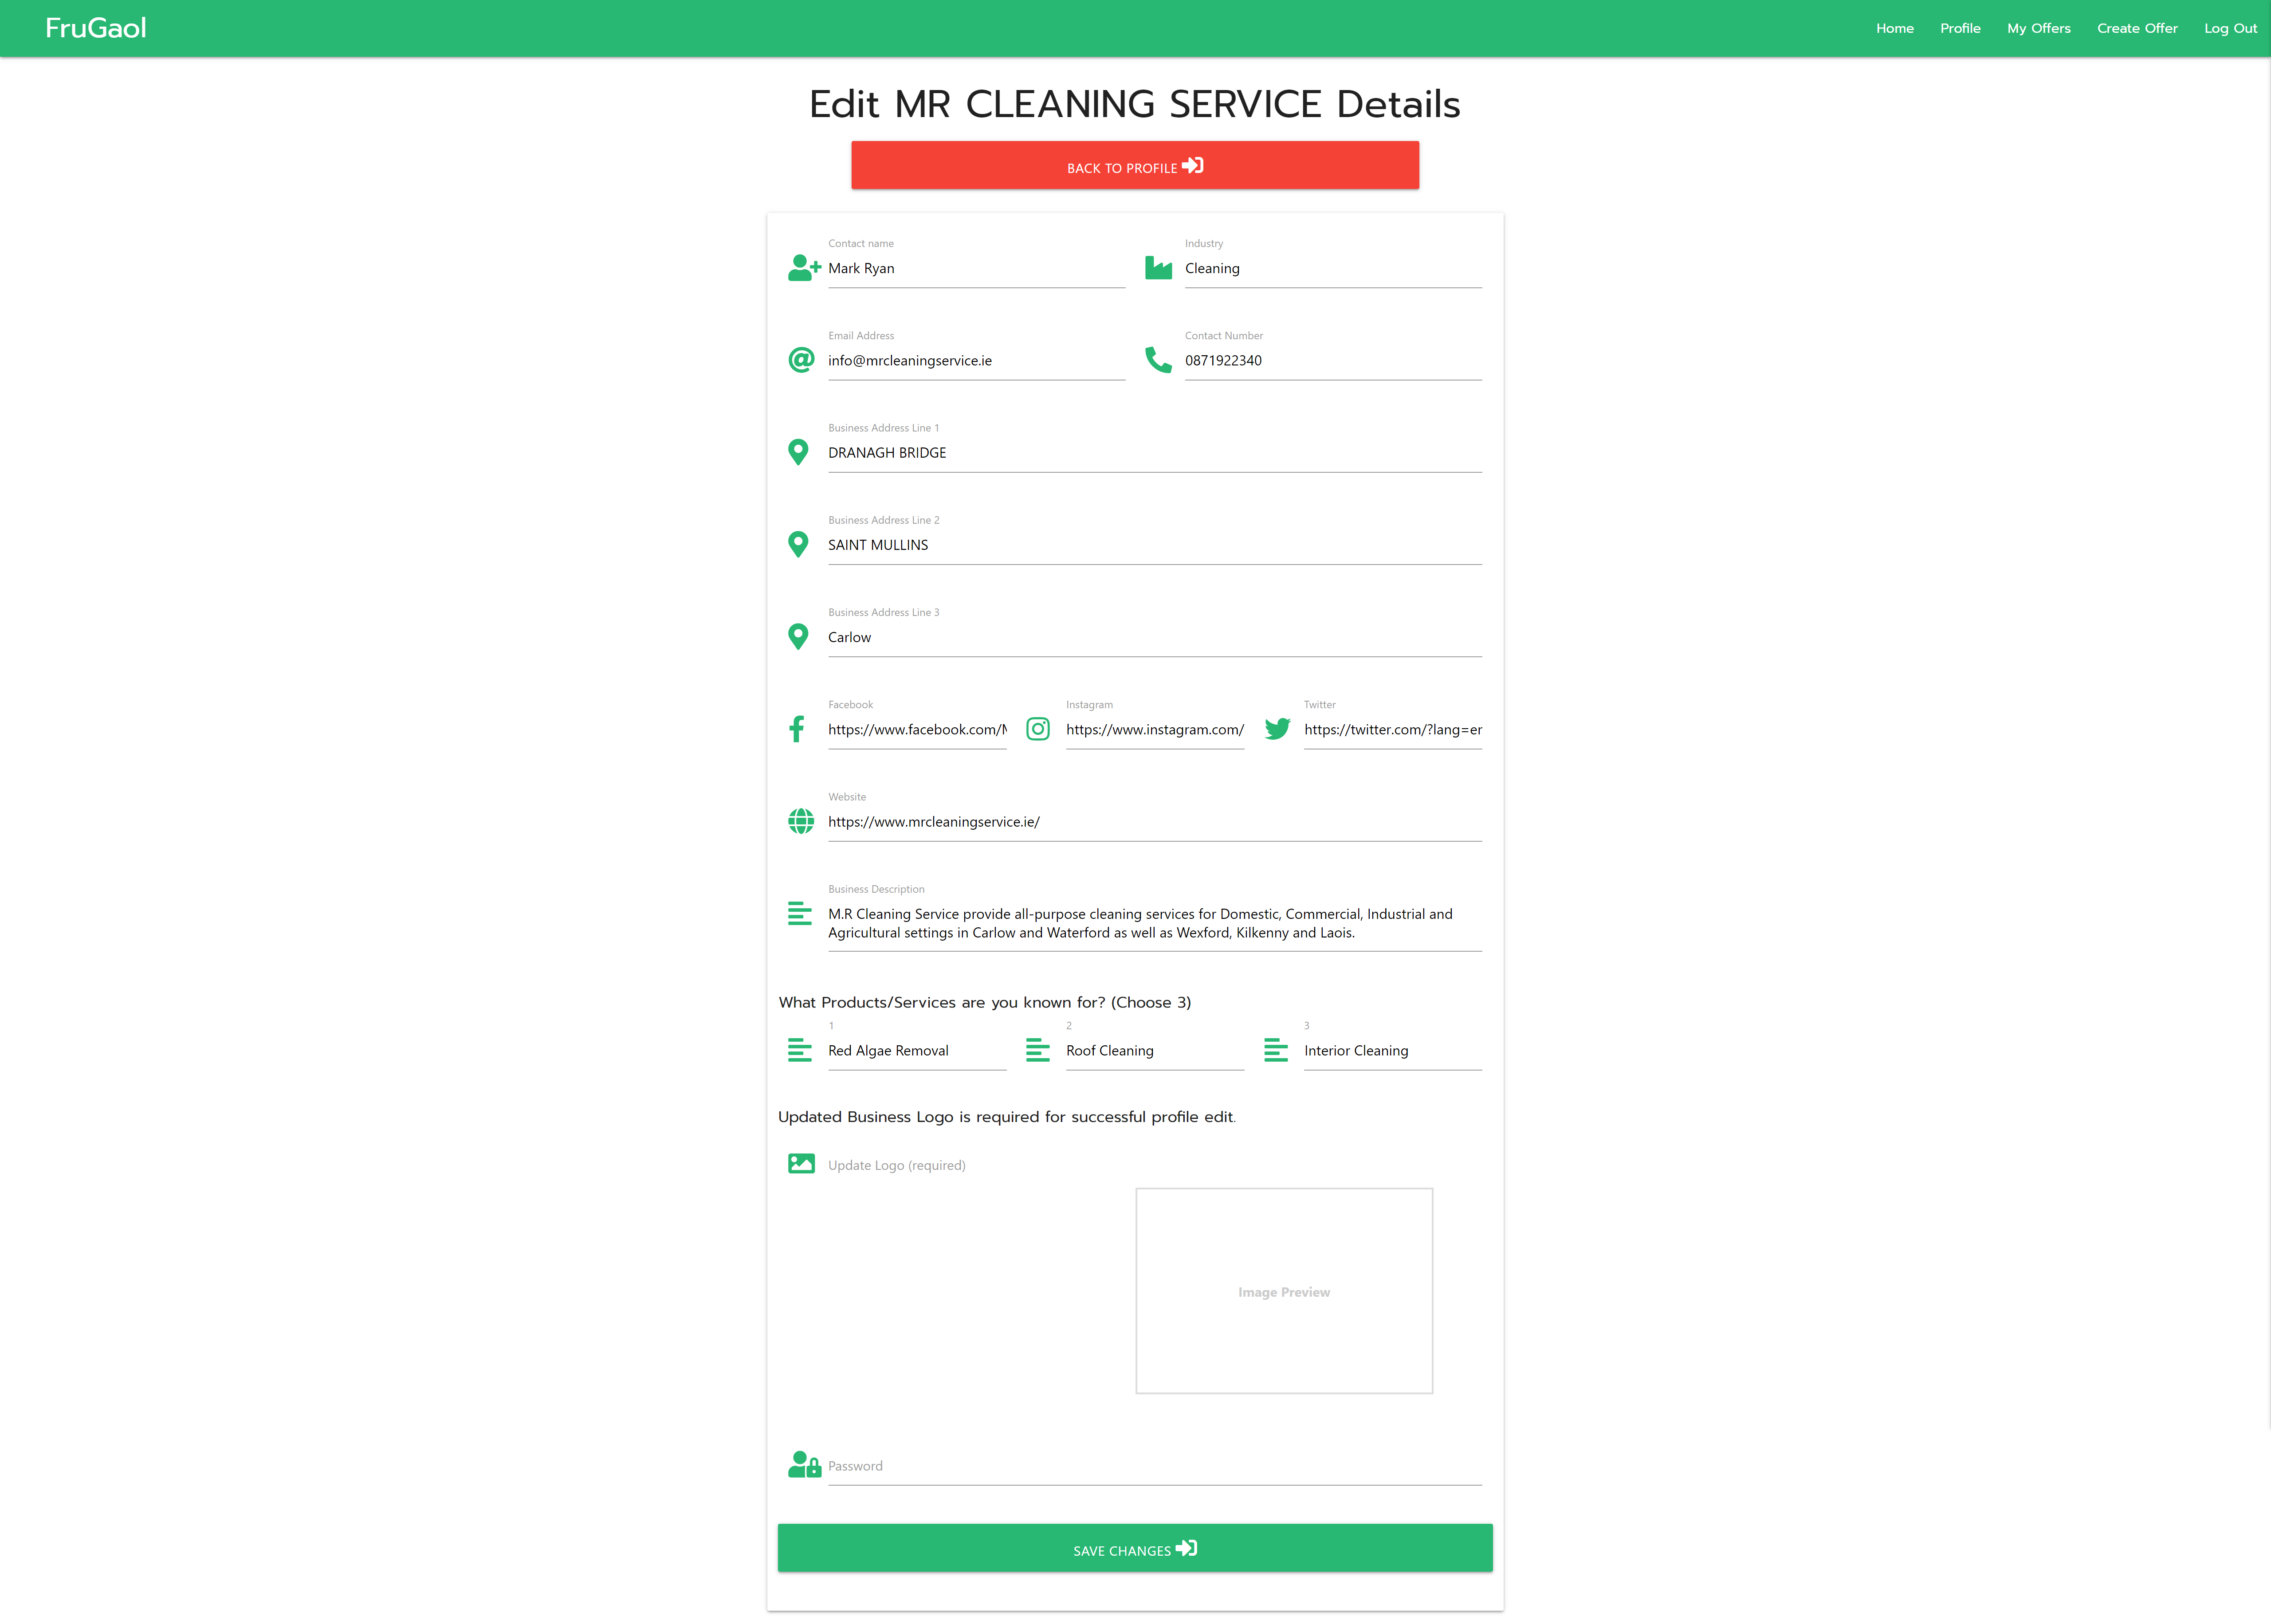 FruGaol
Home Profile My Offers Create Offer Log Out
Edit MR CLEANING SERVICE Details
BACK TO PROFILE
Contact name
Mark Ryan
Industry
Cleaning
Email Address
info@mrcleaningservice.ie
Contact Number
0871922340
Business Address Line 1
DRANAGH BRIDGE
Business Address Line 2
SAINT MULLINS
Business Address Line 3
Carlow
Facebook
https://www.facebook.com/
Instagram
https://www.instagram.com/
Twitter
https://twitter.com/?lang=er
Website
https://www.mrcleaningservice.ie/
Business Description
M.R Cleaning Service provide all-purpose cleaning services for Domestic, Commercial, Industrial and
Agricultural settings in Carlow and Waterford as well as Wexford, Kilkenny and Laois.
What Products/Services are you known for? (Choose 3)
1
Red Algae Removal
2
Roof Cleaning
3
Interior Cleaning
Updated Business Logo is required for successful profile edit.
Update Logo (required)
Image Preview
Password
SAVE CHANGES